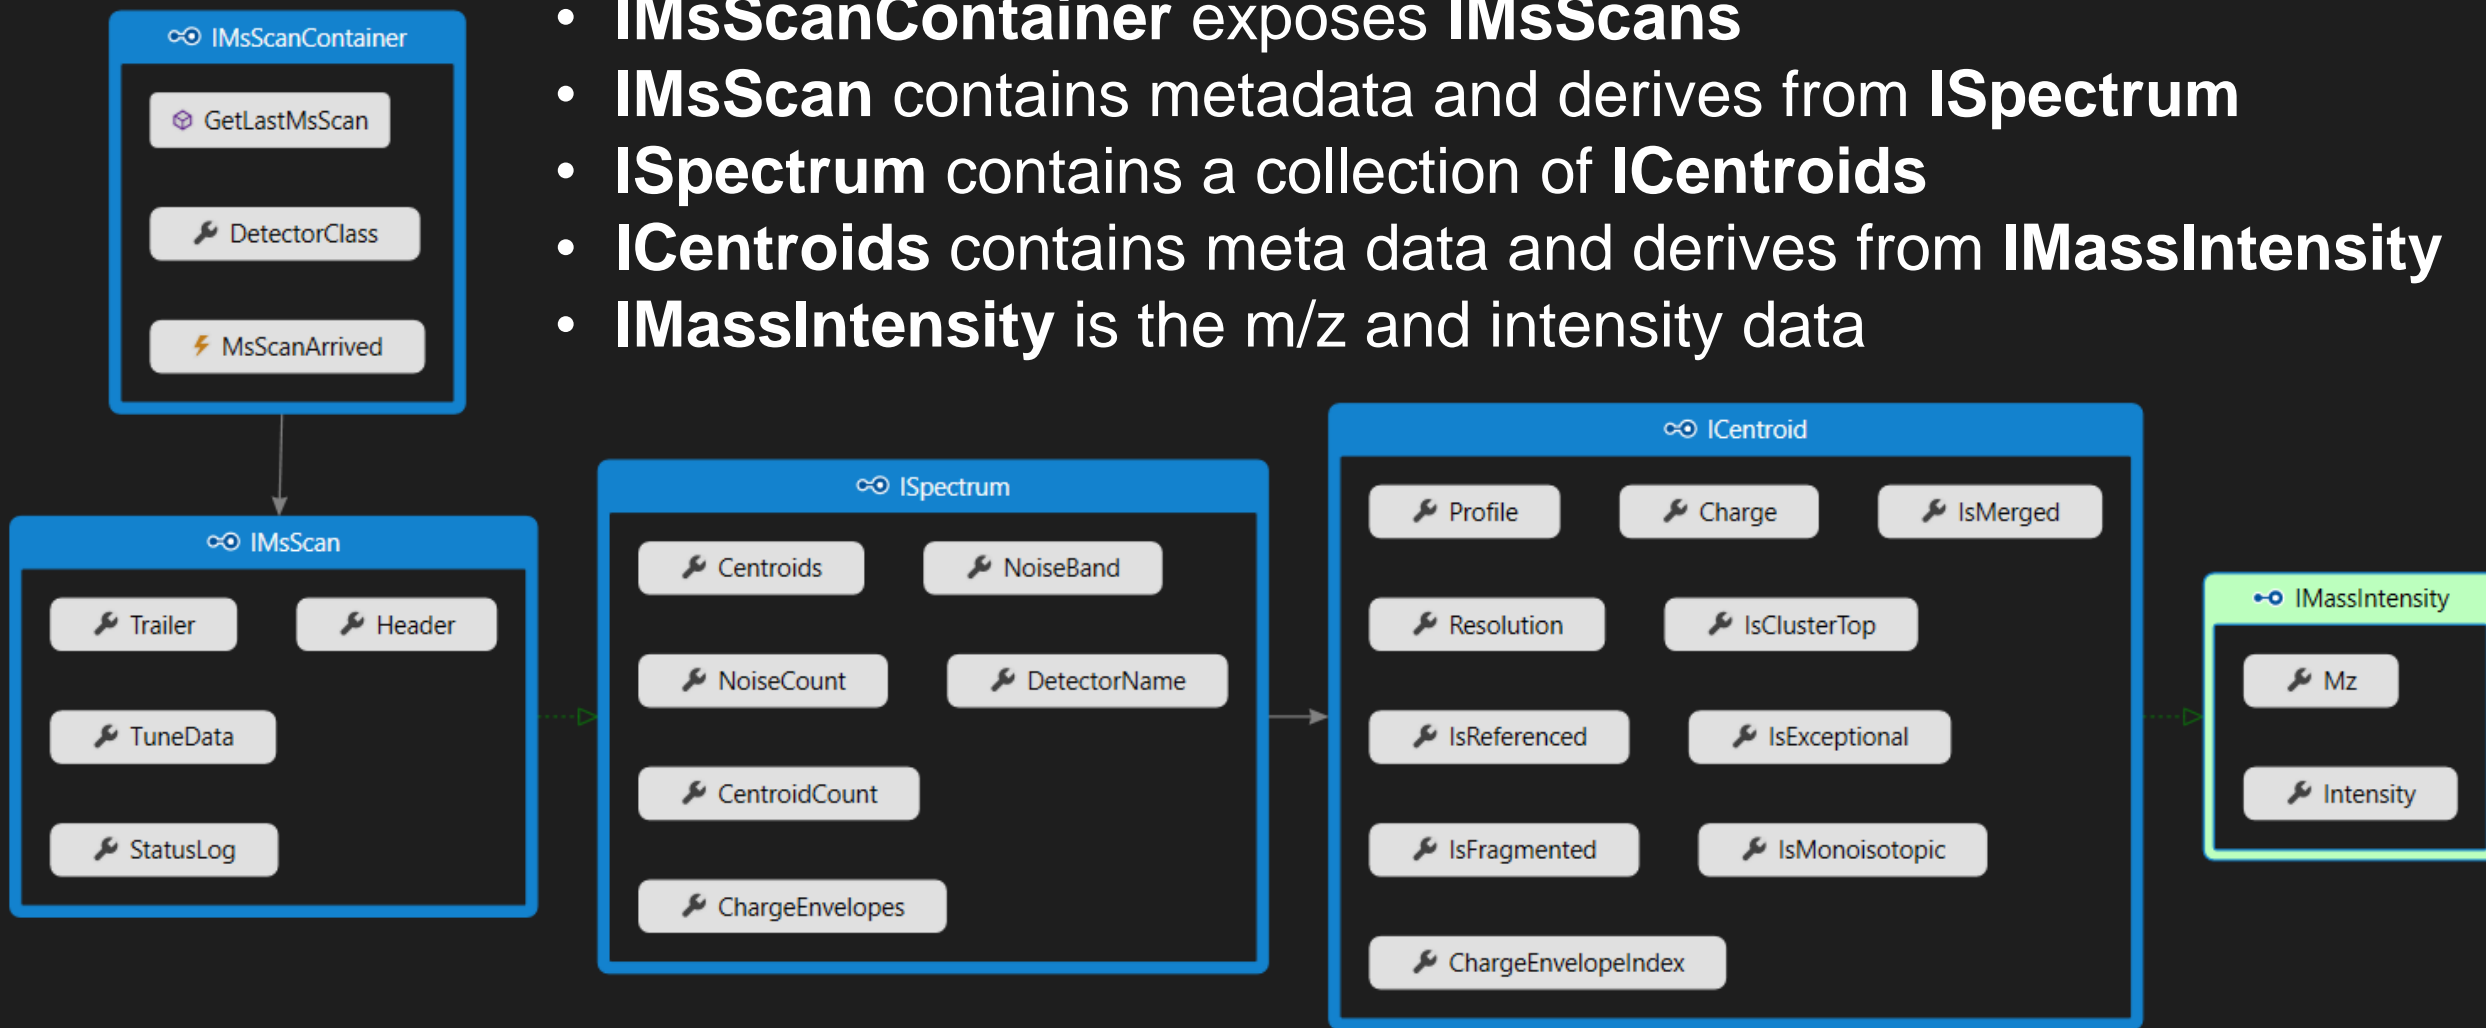 • IMsScanContainer exposes IMsScans
• IMsScan contains metadata and derives from ISpectrum
• ISpectrum contains a collection of ICentroids
• ICentroids contains meta data and derives from IMassIntensity
• IMassIntensity is the m/z and intensity data
IMsScanContainer
GetLastMsScan
DetectorClass
MsScanArrived
IMsScan
Trailer
Header
TuneData
StatusLog
ISpectrum
Centroids
NoiseBand
NoiseCount
DetectorName
CentroidCount
ChargeEnvelopes
ICentroid
Profile
Charge
IsMerged
Resolution
IsClusterTop
IsReferenced
IsExceptional
IsFragmented
IsMonoisotopic
ChargeEnvelopeIndex
IMassIntensity
Mz
Intensity